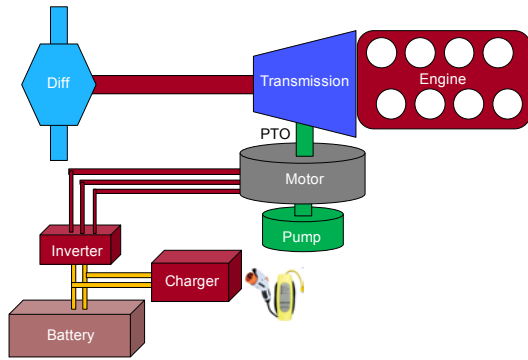 Diff
Transmission
Engine
PTO
Motor
Pump
Inverter
Charger
Battery